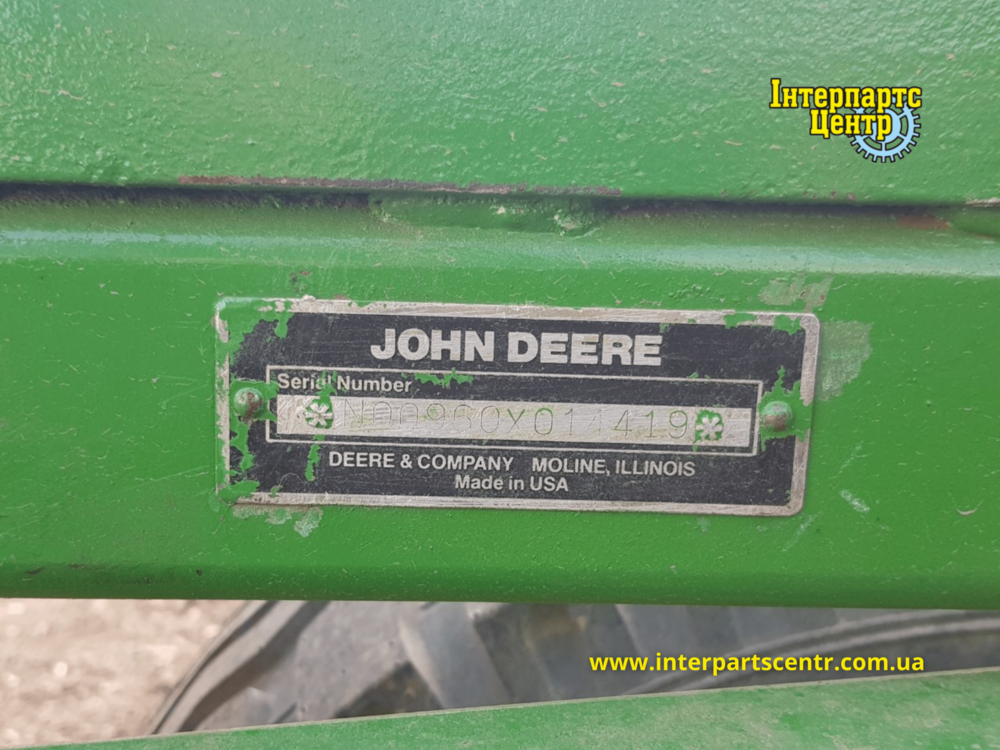 Інтерпартс
Центр
JOHN DEERE
Serial Number
N00960X014419
DEERE & COMPANY MOLINE, ILLINOIS
Made in USA
www.interpartscentr.com.ua